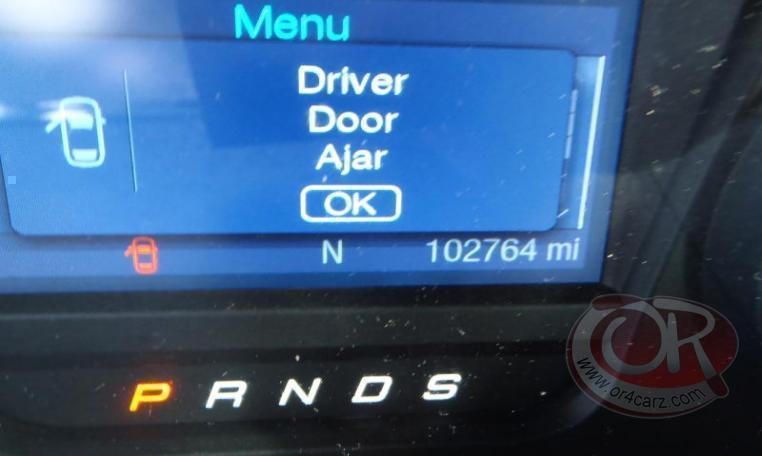 Menu
Driver
Door
Ajar
OK
N 102764 mi
P R N D S
OR
www.or4carz.com